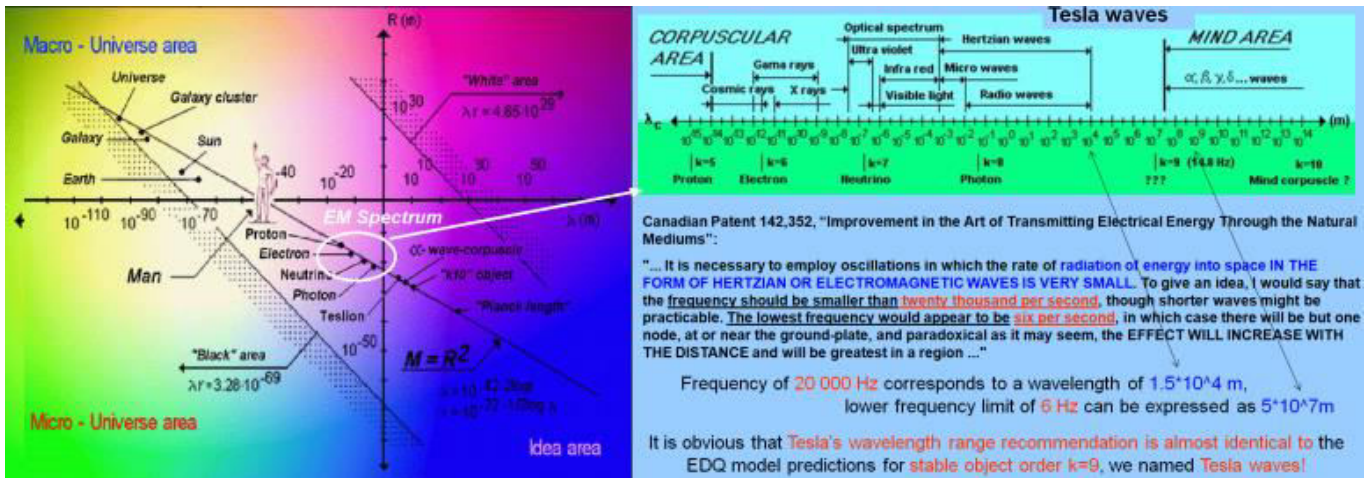 R (m)
Macro - Universe area
Universe
Galaxy cluster
Galaxy
Sun
Earth
"White" area
λr=4.85·10^29
10^30
10
10
10
10^-20
10^-40
10 10 10
10^-110 10^-90 10^-70
λ (m)
EM Spectrum
Proton
Electron
Neutrino
Photon
Teslion
Man
α- wave-corpuscle
"k10" object
"Planck length"
10^-50
"Black" area
λr=3.28·10^-69
M=R²
Micro - Universe area
Idea area
Tesla waves
CORPUSCULAR AREA
Optical spectrum
Hertzian waves
MIND AREA
Ultra violet
Gama rays
Infra red
Micro waves
α, β, γ, δ... waves
Cosmic rays
X rays
Visible light
Radio waves
λc
(m)
k=5 k=6 k=7 k=8 k=9 (14.8 Hz) k=10
Proton Electron Neutrino Photon ??? Mind corpuscle ?
Canadian Patent 142,352, "Improvement in the Art of Transmitting Electrical Energy Through the Natural
Mediums":
"... It is necessary to employ oscillations in which the rate of radiation of energy into space IN THE
FORM OF HERTZIAN OR ELECTROMAGNETIC WAVES IS VERY SMALL. To give an idea, I would say that
the frequency should be smaller than twenty thousand per second, though shorter waves might be
practicable. The lowest frequency would appear to be six per second, in which case there will be but one
node, at or near the ground-plate, and paradoxical as it may seem, the EFFECT WILL INCREASE WITH
THE DISTANCE and will be greatest in a region ..."
Frequency of 20 000 Hz corresponds to a wavelength of 1.5*10^4 m,
lower frequency limit of 6 Hz can be expressed as 5*10^7m
It is obvious that Tesla's wavelength range recommendation is almost identical to the
EDQ model predictions for stable object order k=9, we named Tesla waves!